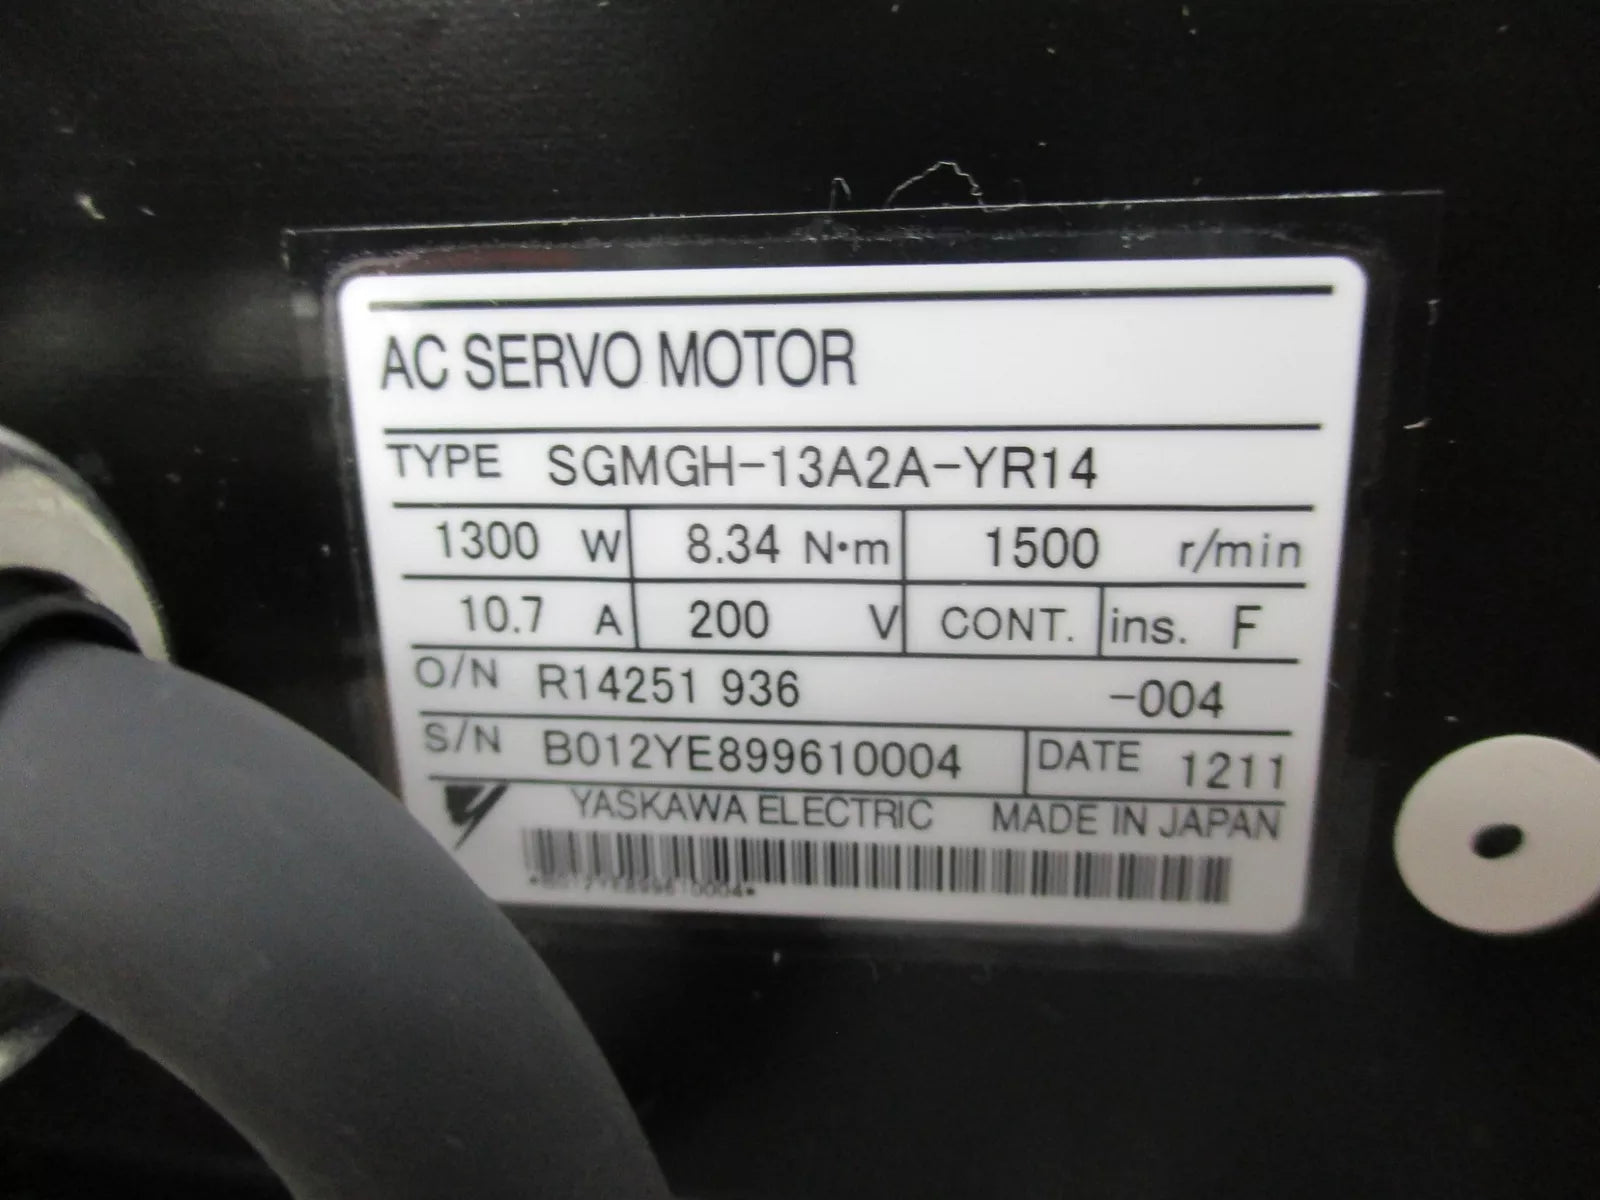 AC SERVO MOTOR
TYPE SGMGH-13A2A-YR14
1300 W 8.34 N•m 1500 r/min
10.7 A 200 V CONT. ins. F
O/N R14251 936 -004
S/N B012YE899610004 DATE 1211
YASKAWA ELECTRIC MADE IN JAPAN
*B012YE899610004*